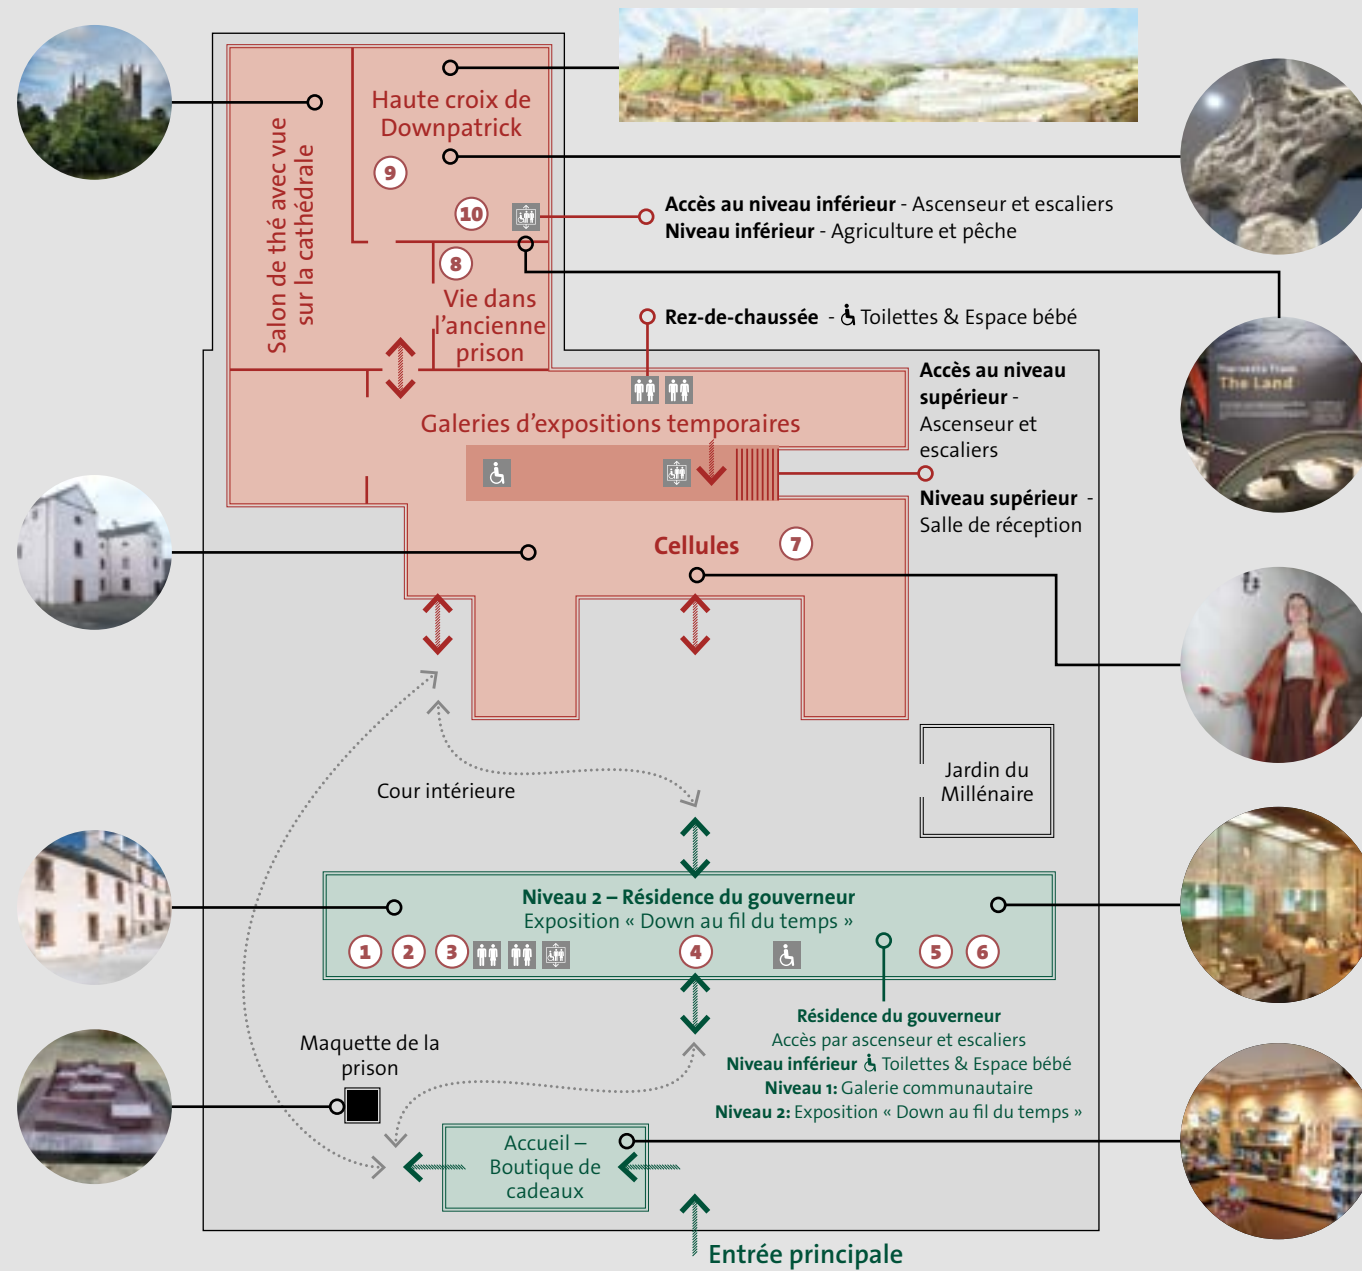 Haute croix de
Downpatrick
Salon de thé avec vue
sur la cathédrale
9
10
8
Accès au niveau inférieur - Ascenseur et escaliers
Niveau inférieur - Agriculture et pêche
Vie dans
l'ancienne
prison
Rez-de-chaussée - Toilettes & Espace bébé
The Land
Accès au niveau
supérieur -
Ascenseur et
escaliers
Niveau supérieur -
Salle de réception
Galeries d'expositions temporaires
Cellules
7
Cour intérieure
Jardin du
Millénaire
Niveau 2 – Résidence du gouverneur
Exposition « Down au fil du temps »
1 2 3 4 5 6
Résidence du gouverneur
Accès par ascenseur et escaliers
Niveau inférieur Toilettes & Espace bébé
Niveau 1: Galerie communautaire
Niveau 2: Exposition « Down au fil du temps »
Maquette de la
prison
Accueil –
Boutique de
cadeaux
Entrée principale